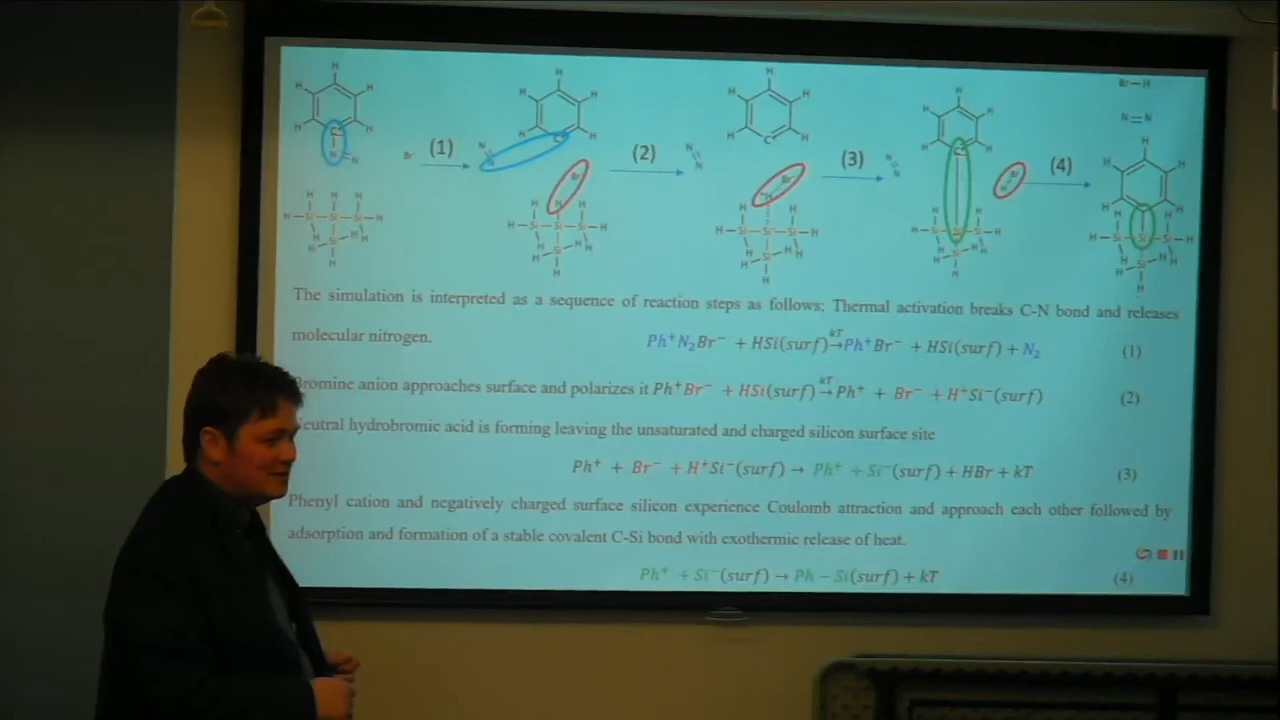 (1)
(2)
(3)
(4)
Br—H
N=N
The simulation is interpreted as a sequence of reaction steps as follows; Thermal activation breaks C-N bond and releases
molecular nitrogen.
Ph⁺N₂Br⁻ + HSi(surf) →kT Ph⁺Br⁻ + HSi(surf) + N₂ (1)
Bromine anion approaches surface and polarizes it Ph⁺Br⁻ + HSi(surf) →kT Ph⁺ + Br⁻ + H⁺Si⁻(surf) (2)
Neutral hydrobromic acid is forming leaving the unsaturated and charged silicon surface site
Ph⁺ + Br⁻ + H⁺Si⁻(surf) → Ph⁺ + Si⁻(surf) + HBr + kT (3)
Phenyl cation and negatively charged surface silicon experience Coulomb attraction and approach each other followed by
adsorption and formation of a stable covalent C-Si bond with exothermic release of heat.
Ph⁺ + Si⁻(surf) → Ph − Si(surf) + kT (4)